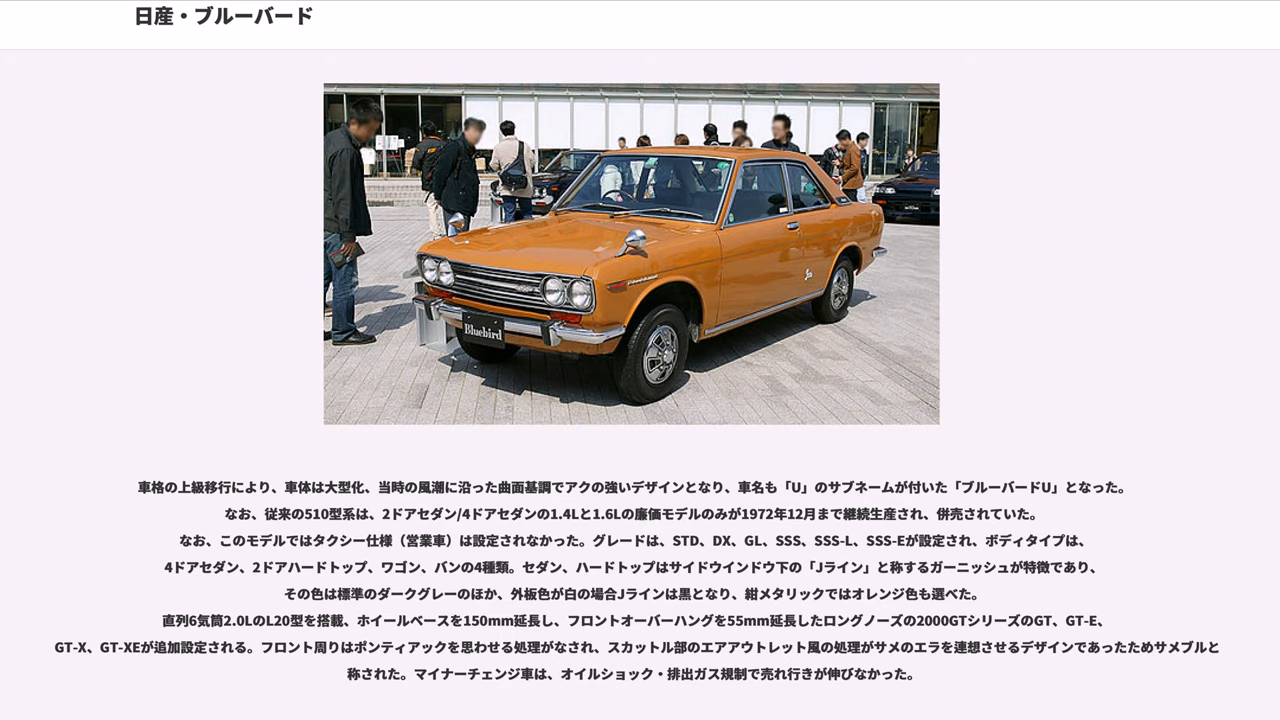 日産・ブルーバード
Bluebird
車格の上級移行により、車体は大型化、当時の風潮に沿った曲面基調でアクの強いデザインとなり、車名も「U」のサブネームが付いた「ブルーバードU」となった。
なお、従来の510型系は、2ドアセダン/4ドアセダンの1.4Lと1.6Lの廉価モデルのみが1972年12月まで継続生産され、併売されていた。
なお、このモデルではタクシー仕様（営業車）は設定されなかった。グレードは、STD、DX、GL、SSS、SSS-L、SSS-Eが設定され、ボディタイプは、
4ドアセダン、2ドアハードトップ、ワゴン、バンの4種類。セダン、ハードトップはサイドウインドウ下の「Jライン」と称するガーニッシュが特徴であり、
その色は標準のダークグレーのほか、外板色が白の場合Jラインは黒となり、紺メタリックではオレンジ色も選べた。
直列6気筒2.0LのL20型を搭載、ホイールベースを150mm延長し、フロントオーバーハングを55mm延長したロングノーズの2000GTシリーズのGT、GT-E、
GT-X、GT-XEが追加設定される。フロント周りはポンティアックを思わせる処理がなされ、スカットル部のエアアウトレット風の処理がサメのエラを連想させるデザインであったためサメブルと
称された。マイナーチェンジ車は、オイルショック・排出ガス規制で売れ行きが伸びなかった。